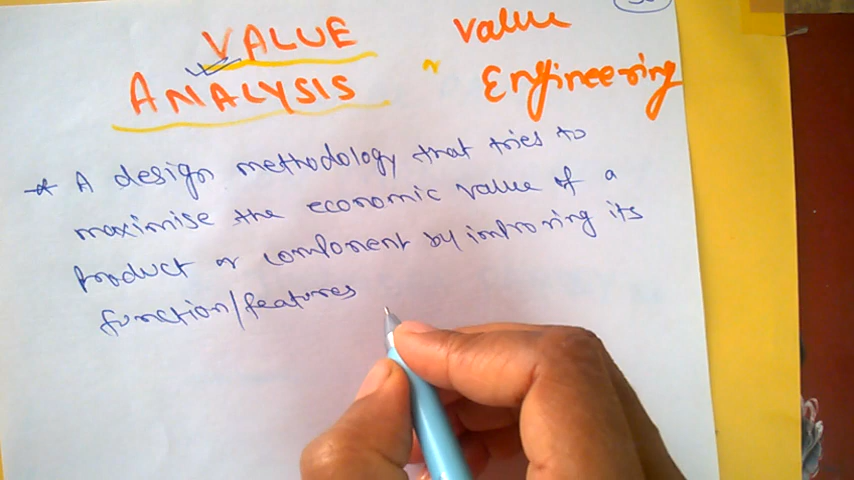 VALUE
ANALYSIS
Value
Engineering
A design methodology that tries to
maximise the economic value of a
product or component by improving its
function/features